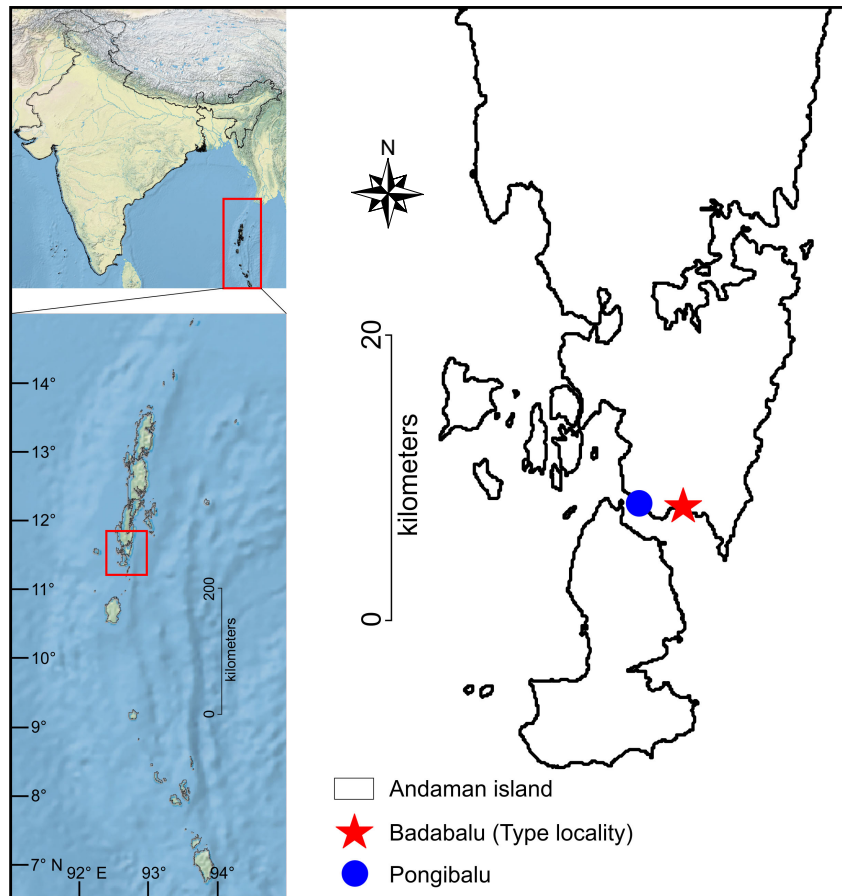 N
20
kilometers
0
14°
13°
12°
11°
10°
9°
8°
7° N
92° E
93
94
200
kilometers
0
Andaman island
Badabalu (Type locality)
Pongibalu